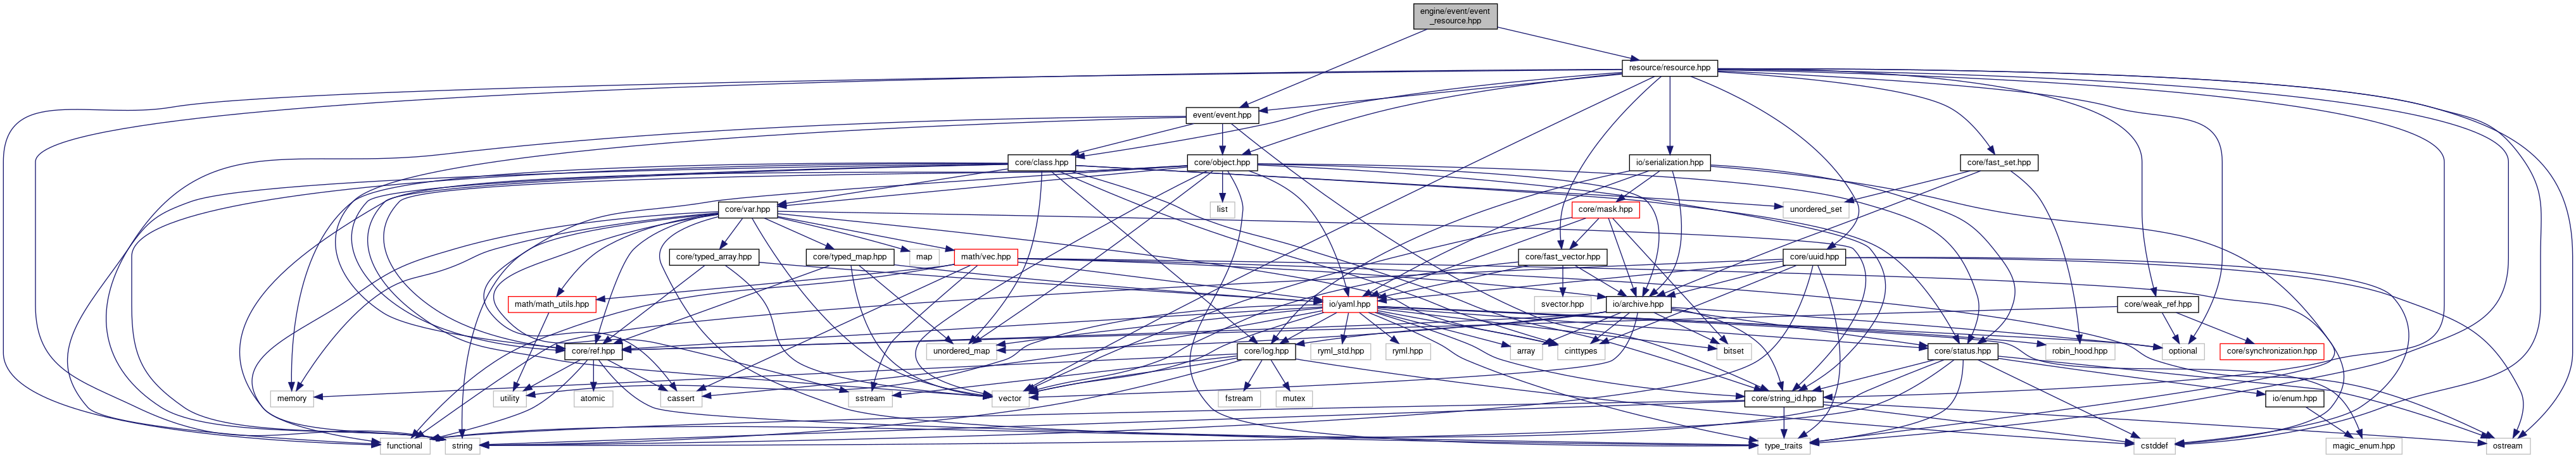 engine/event/event
_resource.hpp
resource/resource.hpp
event/event.hpp
core/class.hpp
core/object.hpp
io/serialization.hpp
core/fast_set.hpp
core/var.hpp
list
core/mask.hpp
unordered_set
core/typed_array.hpp
core/typed_map.hpp
map
math/vec.hpp
core/fast_vector.hpp
core/uuid.hpp
math/math_utils.hpp
io/yaml.hpp
svector.hpp
io/archive.hpp
core/weak_ref.hpp
core/ref.hpp
unordered_map
core/log.hpp
ryml_std.hpp
ryml.hpp
array
cinttypes
bitset
core/status.hpp
robin_hood.hpp
optional
core/synchronization.hpp
memory
utility
atomic
cassert
sstream
vector
fstream
mutex
core/string_id.hpp
io/enum.hpp
functional
string
type_traits
cstddef
magic_enum.hpp
ostream